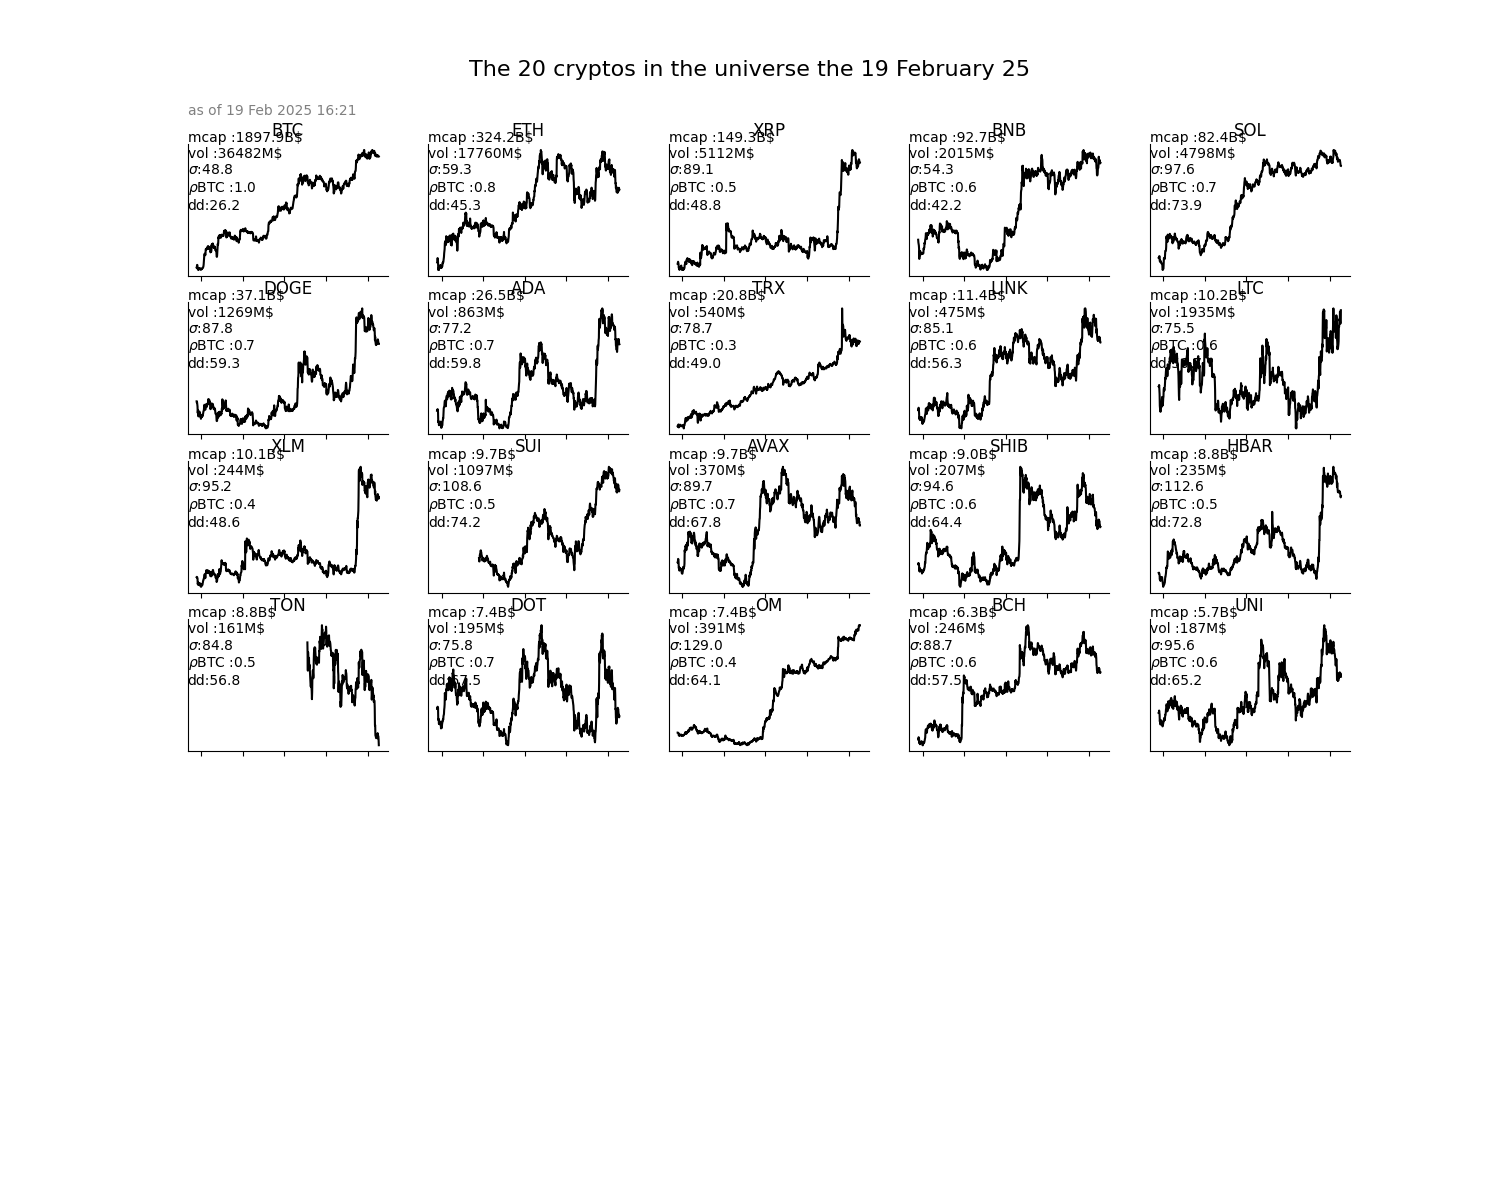 The 20 cryptos in the universe the 19 February 25
as of 19 Feb 2025 16:21
BTC
mcap :1897.9B$
vol :36482M$
σ:48.8
ρBTC :1.0
dd:26.2
ETH
mcap :324.2B$
vol :17760M$
σ:59.3
ρBTC :0.8
dd:45.3
XRP
mcap :149.3B$
vol :5112M$
σ:89.1
ρBTC :0.5
dd:48.8
BNB
mcap :92.7B$
vol :2015M$
σ:54.3
ρBTC :0.6
dd:42.2
SOL
mcap :82.4B$
vol :4798M$
σ:97.6
ρBTC :0.7
dd:73.9
DOGE
mcap :37.1B$
vol :1269M$
σ:87.8
ρBTC :0.7
dd:59.3
ADA
mcap :26.5B$
vol :863M$
σ:77.2
ρBTC :0.7
dd:59.8
TRX
mcap :20.8B$
vol :540M$
σ:78.7
ρBTC :0.3
dd:49.0
LINK
mcap :11.4B$
vol :475M$
σ:85.1
ρBTC :0.6
dd:56.3
LTC
mcap :10.2B$
vol :1935M$
σ:75.5
ρBTC :0.6
XLM
mcap :10.1B$
vol :244M$
σ:95.2
ρBTC :0.4
dd:48.6
SUI
mcap :9.7B$
vol :1097M$
σ:108.6
ρBTC :0.5
dd:74.2
AVAX
mcap :9.7B$
vol :370M$
σ:89.7
ρBTC :0.7
dd:67.8
SHIB
mcap :9.0B$
vol :207M$
σ:94.6
ρBTC :0.6
dd:64.4
HBAR
mcap :8.8B$
vol :235M$
σ:112.6
ρBTC :0.5
dd:72.8
TON
mcap :8.8B$
vol :161M$
σ:84.8
ρBTC :0.5
dd:56.8
DOT
mcap :7.4B$
vol :195M$
σ:75.8
ρBTC :0.7
dd:67.5
OM
mcap :7.4B$
vol :391M$
σ:129.0
ρBTC :0.4
dd:64.1
BCH
mcap :6.3B$
vol :246M$
σ:88.7
ρBTC :0.6
dd:57.5
UNI
mcap :5.7B$
vol :187M$
σ:95.6
ρBTC :0.6
dd:65.2